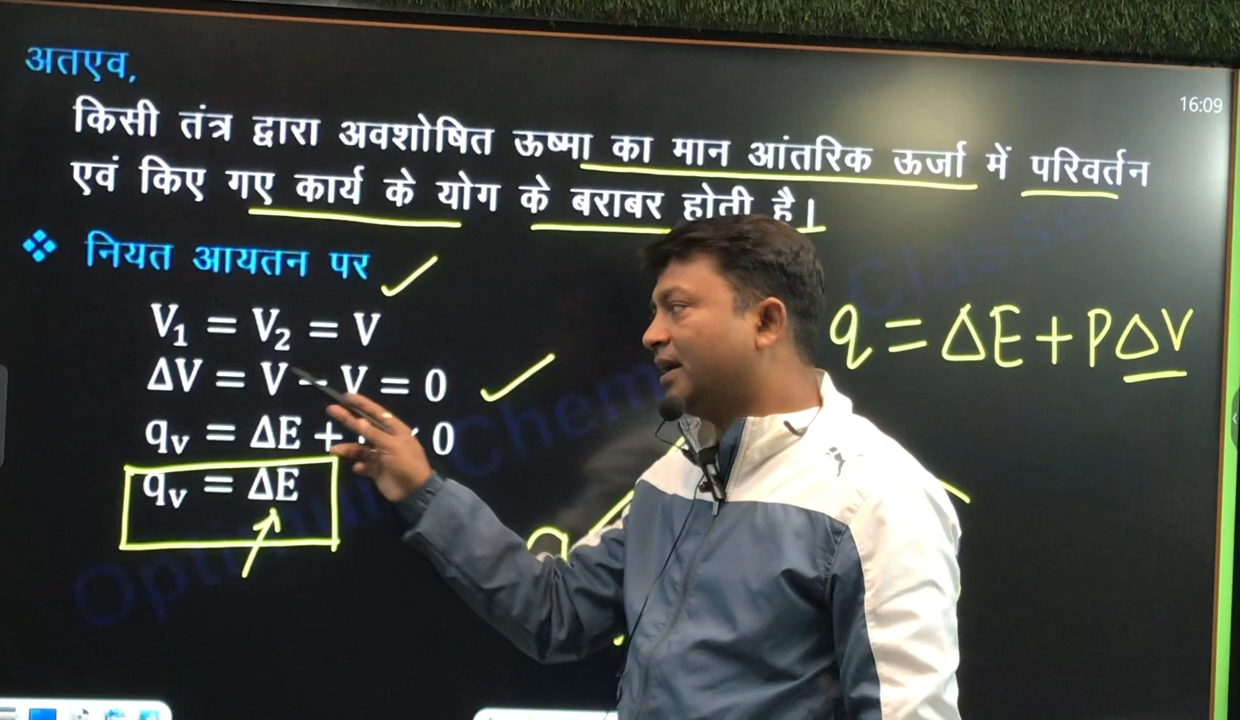 16:09
अतएव,
किसी तंत्र द्वारा अवशोषित ऊष्मा का मान आंतरिक ऊर्जा में परिवर्तन
एवं किए गए कार्य के योग के बराबर होती है।
❖ नियत आयतन पर
V₁ = V₂ = V
ΔV = V - V = 0
q = ΔE + PΔV
qᵥ = ΔE + 0
qᵥ = ΔE